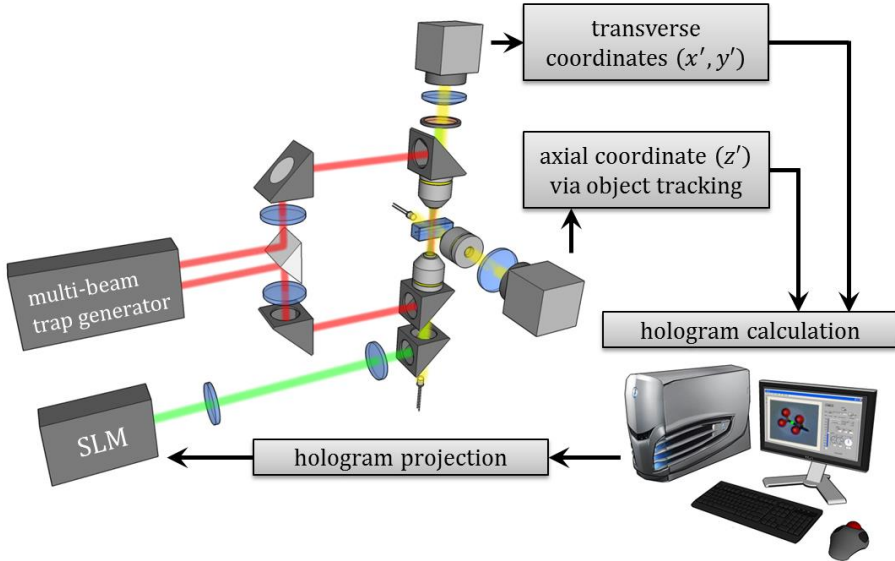 transverse
coordinates (x′, y′)
axial coordinate (z′)
via object tracking
multi-beam
trap generator
hologram calculation
SLM
hologram projection